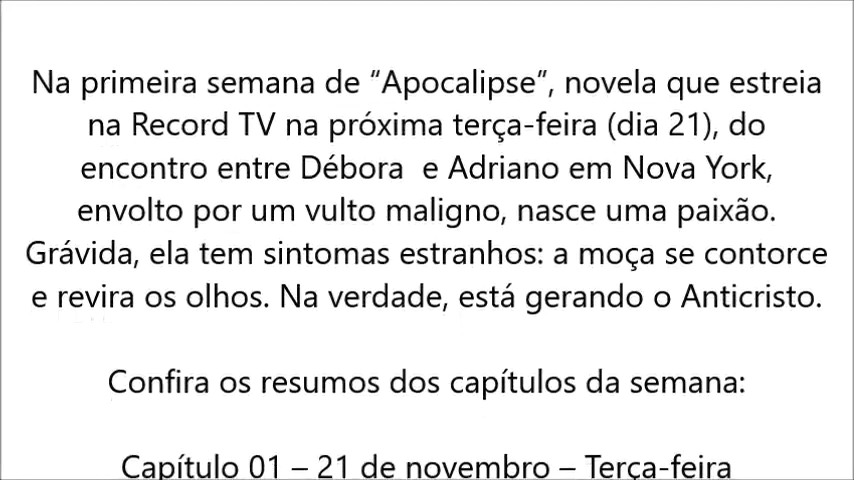 Na primeira semana de “Apocalipse”, novela que estreia
na Record TV na próxima terça-feira (dia 21), do
encontro entre Débora  e Adriano em Nova York,
envolto por um vulto maligno, nasce uma paixão.
Grávida, ela tem sintomas estranhos: a moça se contorce
e revira os olhos. Na verdade, está gerando o Anticristo.
Confira os resumos dos capítulos da semana:
Capítulo 01 – 21 de novembro – Terça-feira